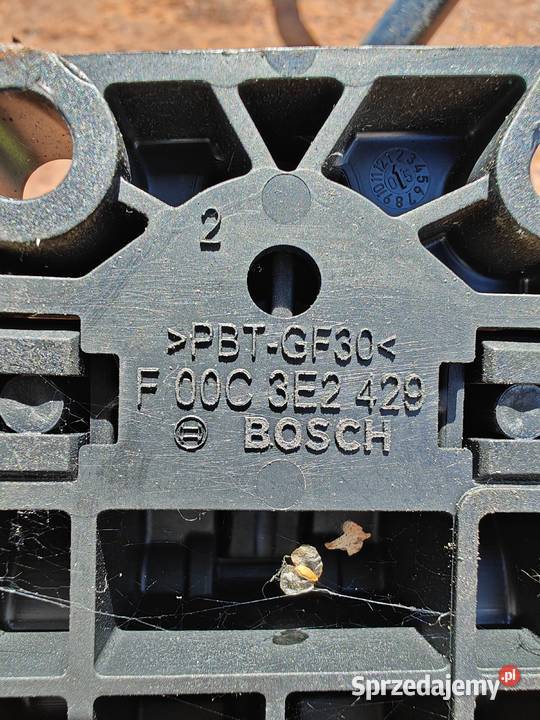 2
>PBT-GF30<
F 00C 3E2 429
BOSCH
Sprzedajemy.pl